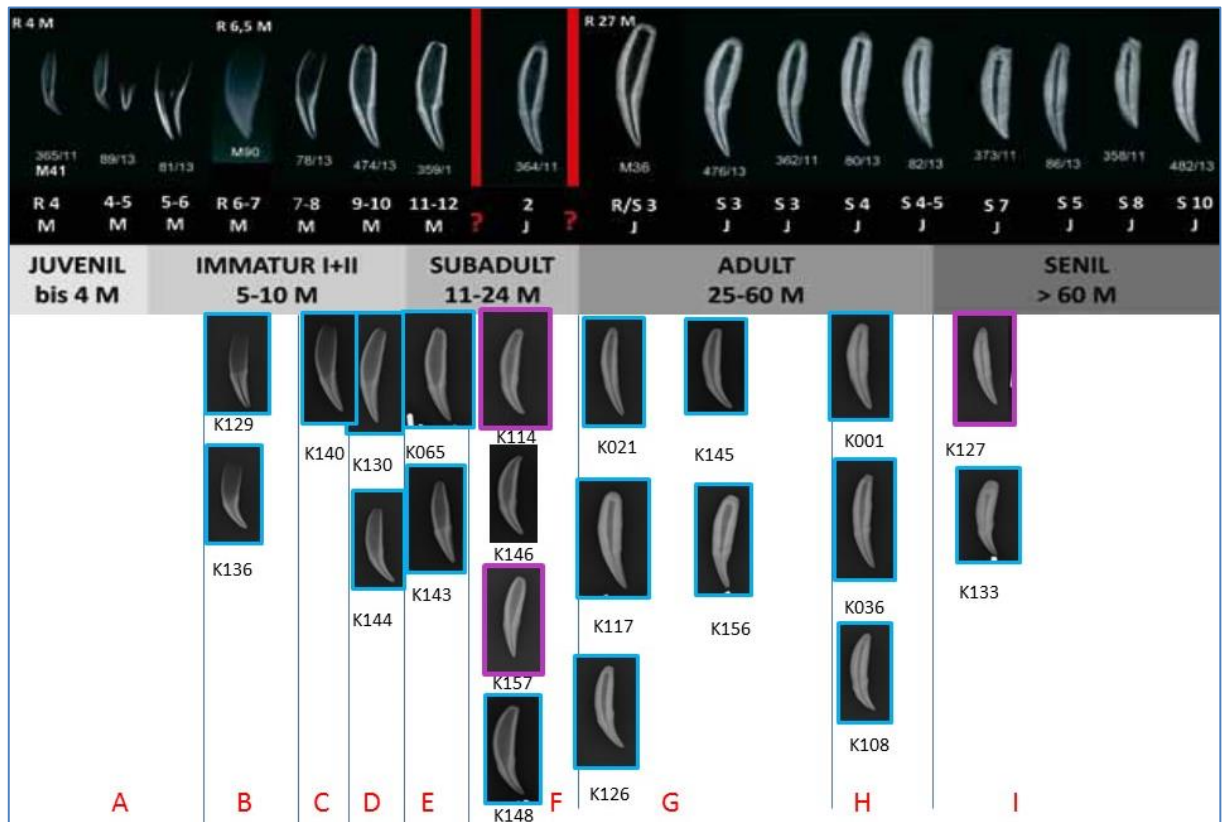 R 4 M R 6,5 M R 27 M
365/11 89/13 81/13 M90 78/13 474/13 359/1 364/11 M36 476/13 362/11 80/13 82/13 373/11 86/13 358/11 482/13
M41
R 4 4-5 5-6 R 6-7 7-8 9-10 11-12 2 R/S 3 S 3 S 3 S 4 S 4-5 S 7 S 5 S 8 S 10
M M M M M M M ? J ? J J J J J J J J J
JUVENIL IMMATUR I+II SUBADULT ADULT SENIL
bis 4 M 5-10 M 11-24 M 25-60 M > 60 M
K129 K140 K130 K065 K114 K021 K145 K001 K127
K136 K144 K143 K146 K117 K156 K036 K133
K157
K126 K108
K148
A B C D E F G H I